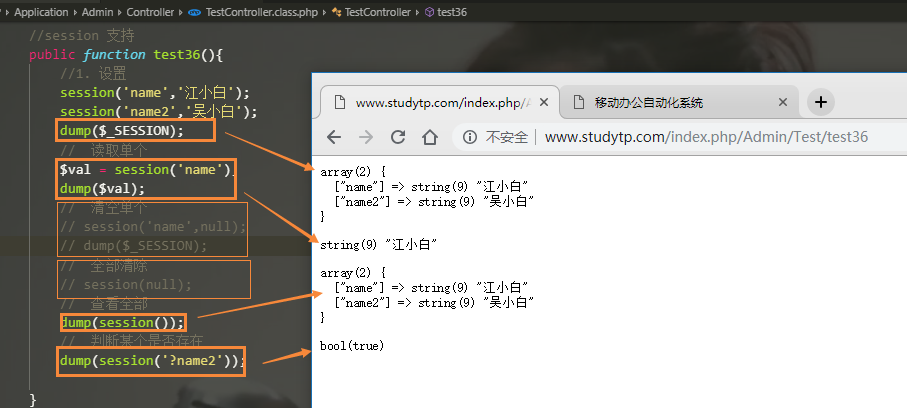 Application > Admin > Controller > TestController.class.php > TestController > test36
//session 支持
public function test36(){
//1. 设置
session('name','江小白');
session('name2','吴小白');
dump($_SESSION);
// 读取单个
$val = session('name')
dump($val);
// 清空单个
// session('name',null);
// dump($_SESSION);
// 全部清除
// session(null);
// 查看全部
dump(session());
// 判断某个是否存在
dump(session('?name2'));
}
www.studytp.com/index.php/A
移动办公自动化系统
不安全 | www.studytp.com/index.php/Admin/Test/test36
array(2) {
["name"] => string(9) "江小白"
["name2"] => string(9) "吴小白"
}
string(9) "江小白"
array(2) {
["name"] => string(9) "江小白"
["name2"] => string(9) "吴小白"
}
bool(true)